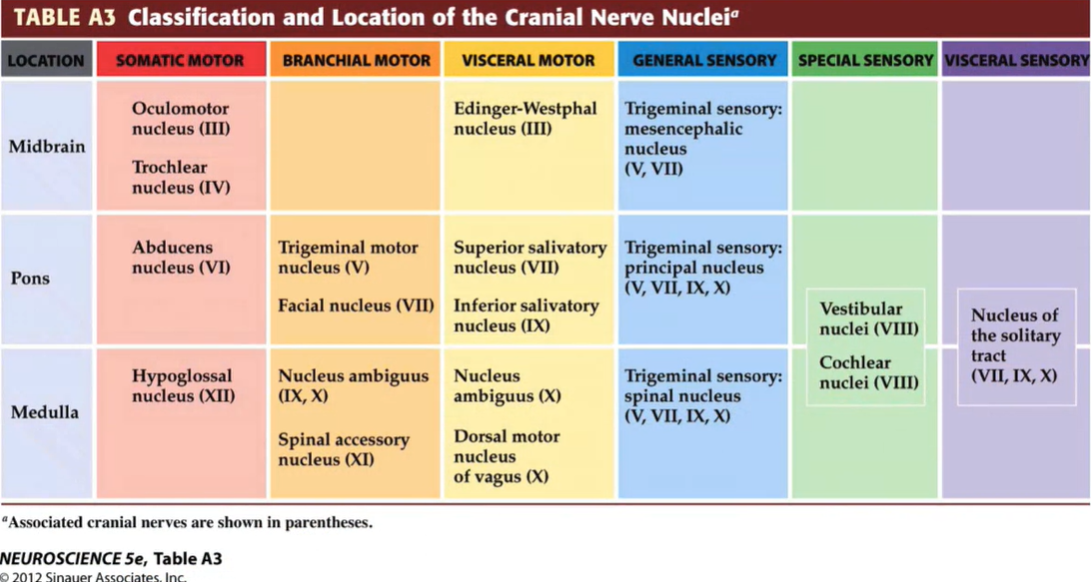 TABLE A3 Classification and Location of the Cranial Nerve Nucleiᵃ
LOCATION SOMATIC MOTOR BRANCHIAL MOTOR VISCERAL MOTOR GENERAL SENSORY SPECIAL SENSORY VISCERAL SENSORY
Midbrain
Oculomotor
nucleus (III)
Trochlear
nucleus (IV)
Edinger-Westphal
nucleus (III)
Trigeminal sensory:
mesencephalic
nucleus
(V, VII)
Pons
Abducens
nucleus (VI)
Trigeminal motor
nucleus (V)
Facial nucleus (VII)
Superior salivatory
nucleus (VII)
Inferior salivatory
nucleus (IX)
Trigeminal sensory:
principal nucleus
(V, VII, IX, X)
Vestibular
nuclei (VIII)
Cochlear
nuclei (VIII)
Nucleus of
the solitary
tract
(VII, IX, X)
Medulla
Hypoglossal
nucleus (XII)
Nucleus ambiguus
(IX, X)
Spinal accessory
nucleus (XI)
Nucleus
ambiguus (X)
Dorsal motor
nucleus
of vagus (X)
Trigeminal sensory:
spinal nucleus
(V, VII, IX, X)
ᵃAssociated cranial nerves are shown in parentheses.
NEUROSCIENCE 5e, Table A3
© 2012 Sinauer Associates, Inc.